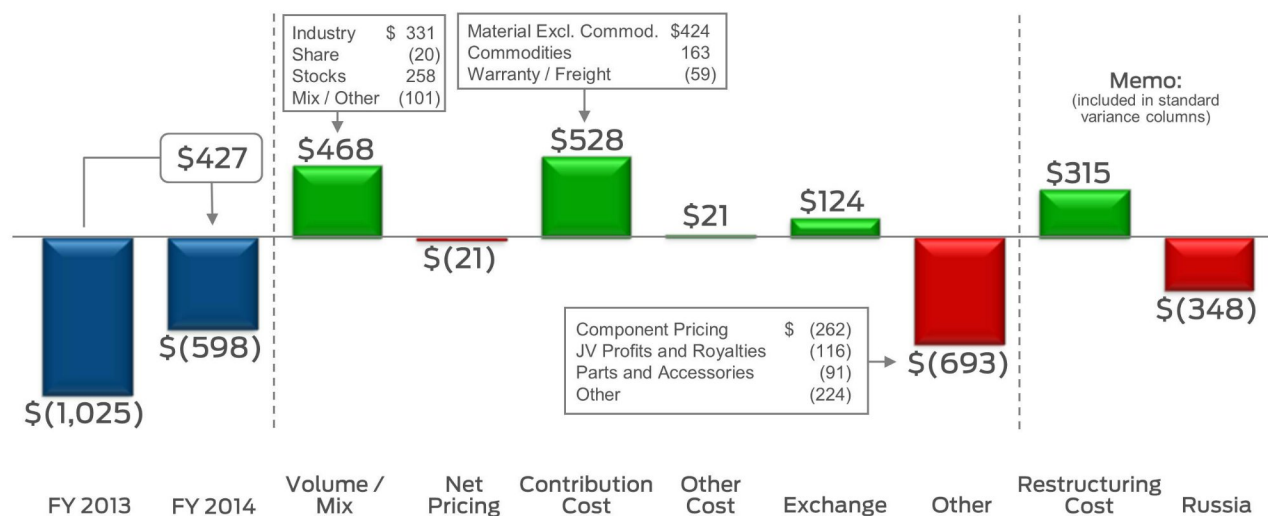 Industry $ 331
Share (20)
Stocks 258
Mix / Other (101)
Material Excl. Commod. $424
Commodities 163
Warranty / Freight (59)
Memo:
(included in standard
variance columns)
$427
$468
$528
$21
$124
$315
$(21)
$(598)
$(1,025)
Component Pricing $ (262)
JV Profits and Royalties (116)
Parts and Accessories (91)
Other (224)
$(693)
$(348)
FY 2013
FY 2014
Volume /
Mix
Net
Pricing
Contribution
Cost
Other
Cost
Exchange
Other
Restructuring
Cost
Russia